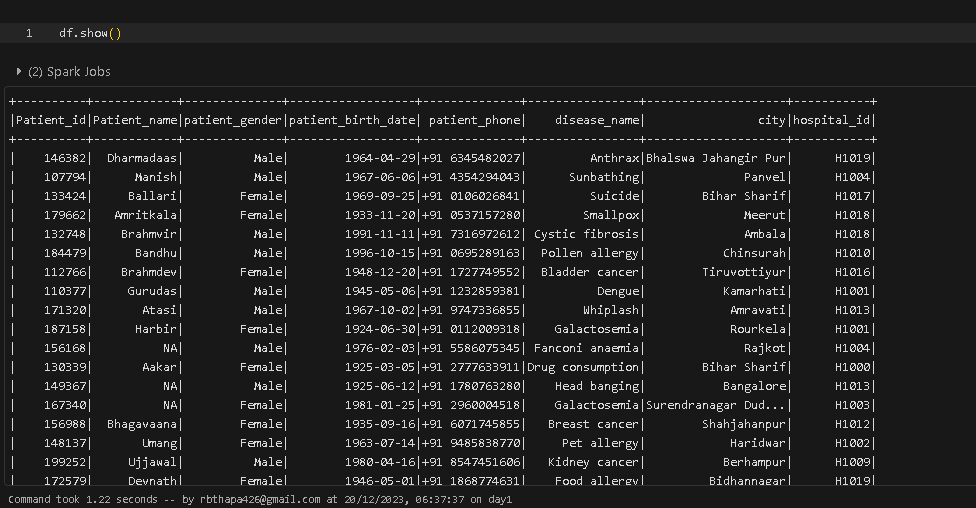 1 df.show()
(2) Spark Jobs
+----------+------------+--------------+------------------+--------------+----------------+--------------------+-----------+
|Patient_id|Patient_name|patient_gender|patient_birth_date| patient_phone| disease_name| city|hospital_id|
+----------+------------+--------------+------------------+--------------+----------------+--------------------+-----------+
| 146382| Dharmadaas| Male| 1964-04-29|+91 6345482027| Anthrax|Bhalswa Jahangir Pur| H1019|
| 107794| Manish| Male| 1967-06-06|+91 4354294043| Sunbathing| Panvel| H1004|
| 133424| Ballari| Female| 1969-09-25|+91 0106026841| Suicide| Bihar Sharif| H1017|
| 179662| Amritkala| Female| 1933-11-20|+91 0537157280| Smallpox| Meerut| H1018|
| 132748| Brahmvir| Male| 1991-11-11|+91 7316972612| Cystic fibrosis| Ambala| H1018|
| 184479| Bandhu| Male| 1996-10-15|+91 0695289163| Pollen allergy| Chinsurah| H1010|
| 112766| Brahmdev| Female| 1948-12-20|+91 1727749552| Bladder cancer| Tiruvottiyur| H1016|
| 110377| Gurudas| Male| 1945-05-06|+91 1232859381| Dengue| Kamarhati| H1001|
| 171320| Atasi| Male| 1967-10-02|+91 9747336855| Whiplash| Amravati| H1013|
| 187158| Harbir| Female| 1924-06-30|+91 0112009318| Galactosemia| Rourkela| H1001|
| 156168| NA| Male| 1976-02-03|+91 5586075345| Fanconi anaemia| Rajkot| H1004|
| 130339| Aakar| Female| 1925-03-05|+91 2777633911|Drug consumption| Bihar Sharif| H1000|
| 149367| NA| Male| 1925-06-12|+91 1780763280| Head banging| Bangalore| H1013|
| 167340| NA| Female| 1981-01-25|+91 2960004518| Galactosemia|Surendranagar Dud...| H1003|
| 156988| Bhagavaana| Female| 1935-09-16|+91 6071745855| Breast cancer| Shahjahanpur| H1012|
| 148137| Umang| Female| 1963-07-14|+91 9485838770| Pet allergy| Haridwar| H1002|
| 199252| Ujjawal| Male| 1980-04-16|+91 8547451606| Kidney cancer| Berhampur| H1009|
| 172579| Devnath| Female| 1946-05-01|+91 1868774631| Food allergy| Bidhannagar| H1019|
Command took 1.22 seconds -- by rbthapa426@gmail.com at 20/12/2023, 06:37:37 on day1